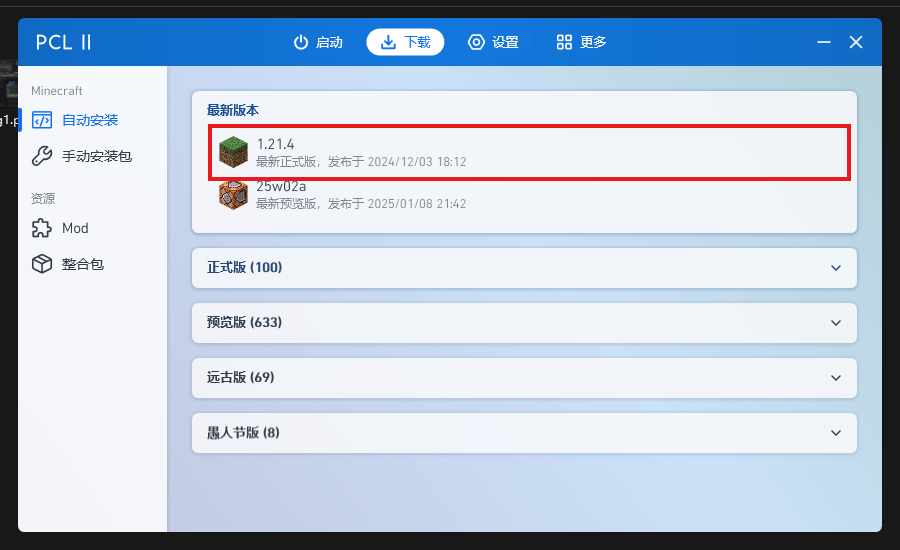 PCL II
启动
下载
设置
更多
Minecraft
自动安装
手动安装包
资源
Mod
整合包
最新版本
1.21.4
最新正式版，发布于 2024/12/03 18:12
25w02a
最新预览版，发布于 2025/01/08 21:42
正式版 (100)
预览版 (633)
远古版 (69)
愚人节版 (8)